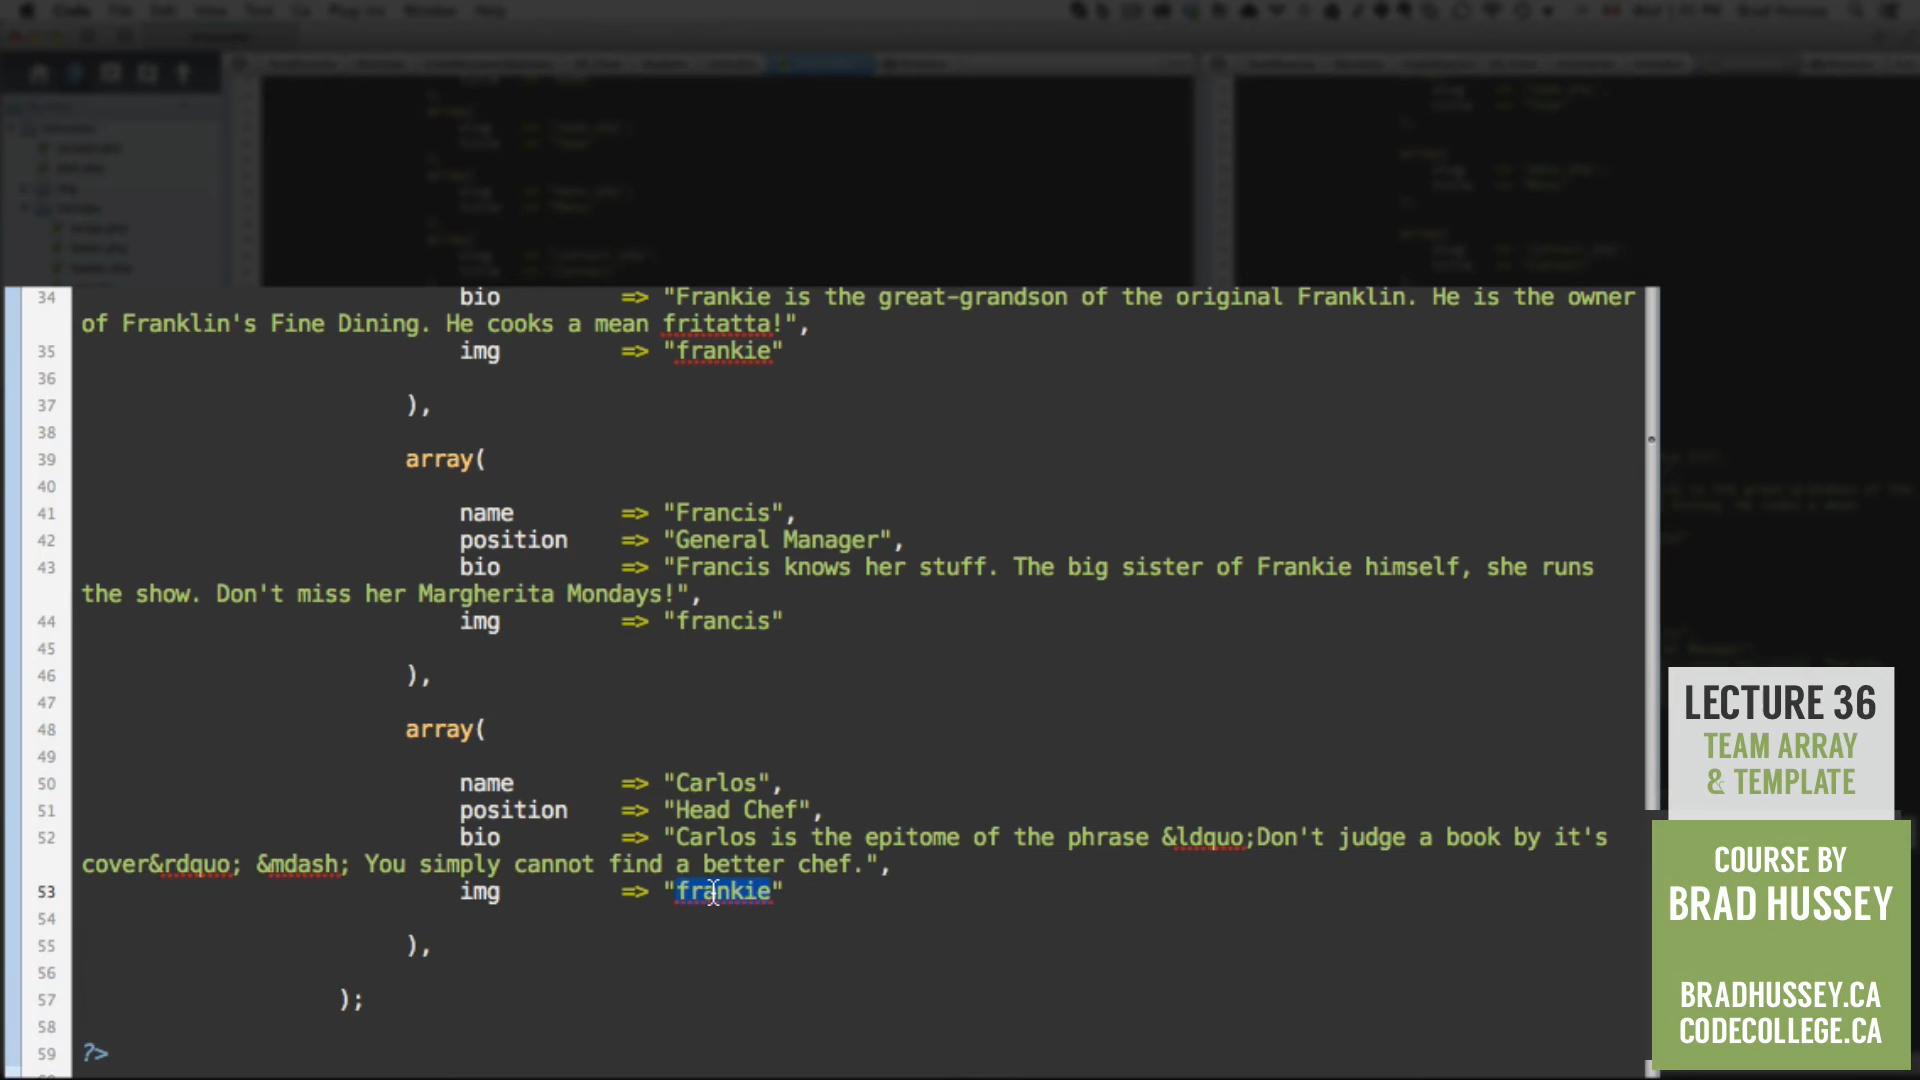 34 bio => "Frankie is the great-grandson of the original Franklin. He is the owner
of Franklin's Fine Dining. He cooks a mean fritatta!",
35 img => "frankie"
36
37 ),
38
39 array(
40
41 name => "Francis",
42 position => "General Manager",
43 bio => "Francis knows her stuff. The big sister of Frankie himself, she runs
the show. Don't miss her Margherita Mondays!",
44 img => "francis"
45
46 ),
47
48 array(
49
50 name => "Carlos",
51 position => "Head Chef",
52 bio => "Carlos is the epitome of the phrase &ldquo;Don't judge a book by it's
cover&rdquo; &mdash; You simply cannot find a better chef.",
53 img => "frankie"
54
55 ),
56
57 );
58
59 ?>
LECTURE 36
TEAM ARRAY
& TEMPLATE
COURSE BY
BRAD HUSSEY
BRADHUSSEY.CA
CODECOLLEGE.CA